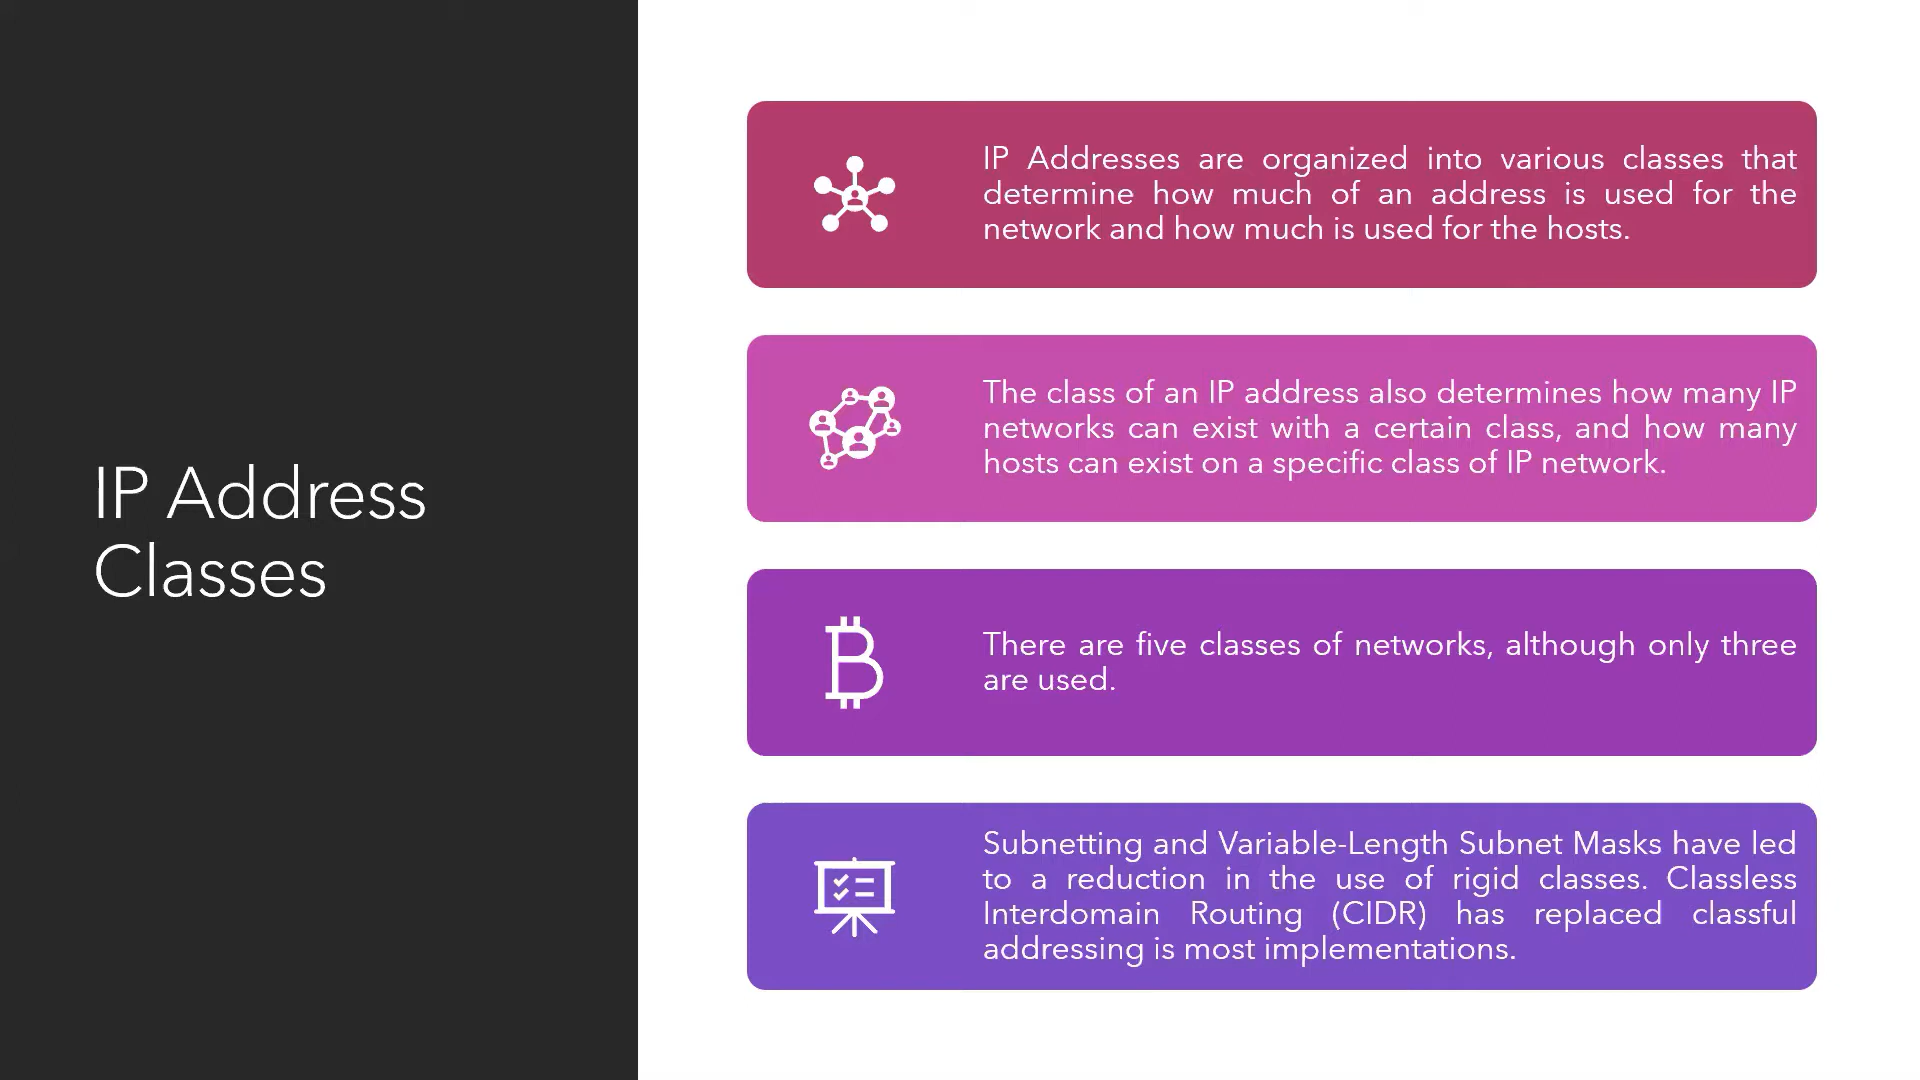 IP Address
Classes
IP Addresses are organized into various classes that
determine how much of an address is used for the
network and how much is used for the hosts.
The class of an IP address also determines how many IP
networks can exist with a certain class, and how many
hosts can exist on a specific class of IP network.
There are five classes of networks, although only three
are used.
Subnetting and Variable-Length Subnet Masks have led
to a reduction in the use of rigid classes. Classless
Interdomain Routing (CIDR) has replaced classful
addressing is most implementations.